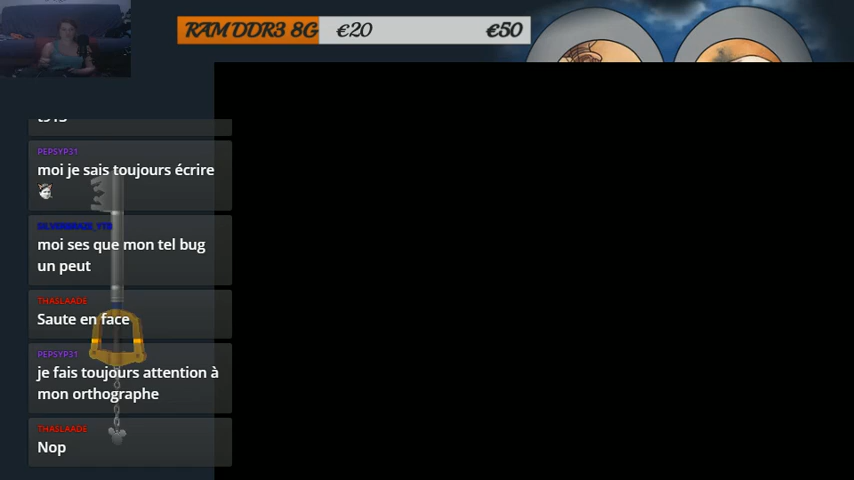 RAM DDR3 8G €20 €50
PEPSYP31
moi je sais toujours écrire
moi ses que mon tel bug
un peut
THASLAADE
Saute en face
PEPSYP31
je fais toujours attention à
mon orthographe
THASLAADE
Nop